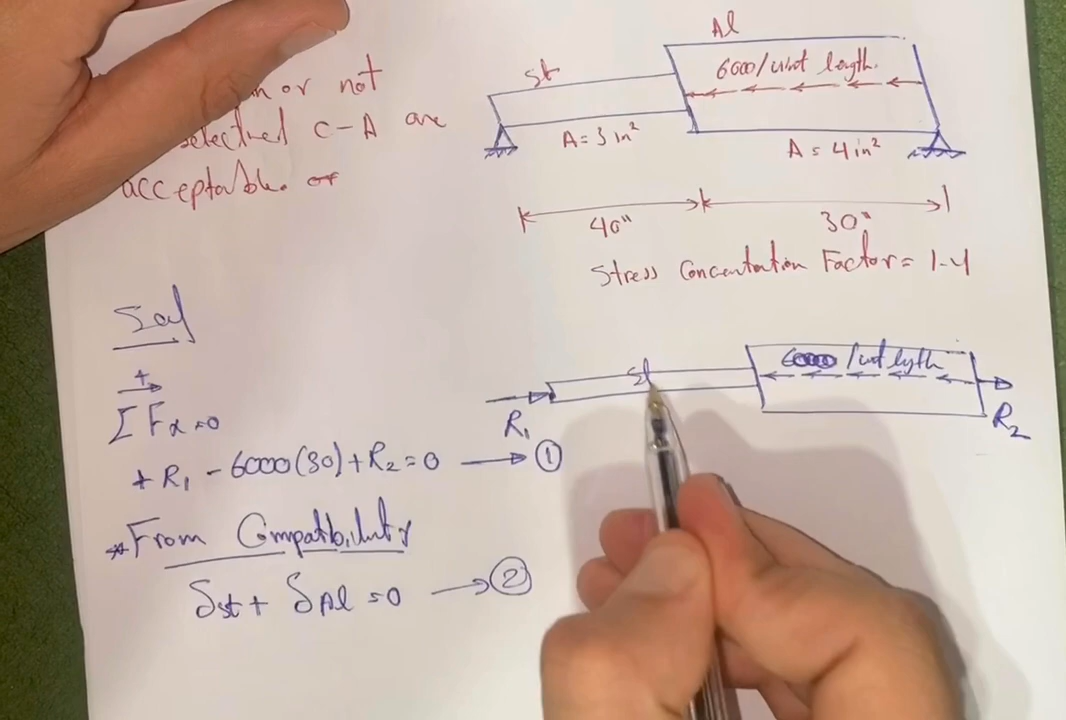 or not
selected C-A are
acceptable. or
Al
St
6000/unit length.
A = 3 in²
A = 4 in²
40"
30"
Stress Concentration Factor = 1.4
Sol
+
ΣFx = 0
+ R₁ - 6000(30) + R₂ = 0 → ①
* From Compatibility
δst + δAl = 0 → ②
St
6000 /unit length
R₁
R₂